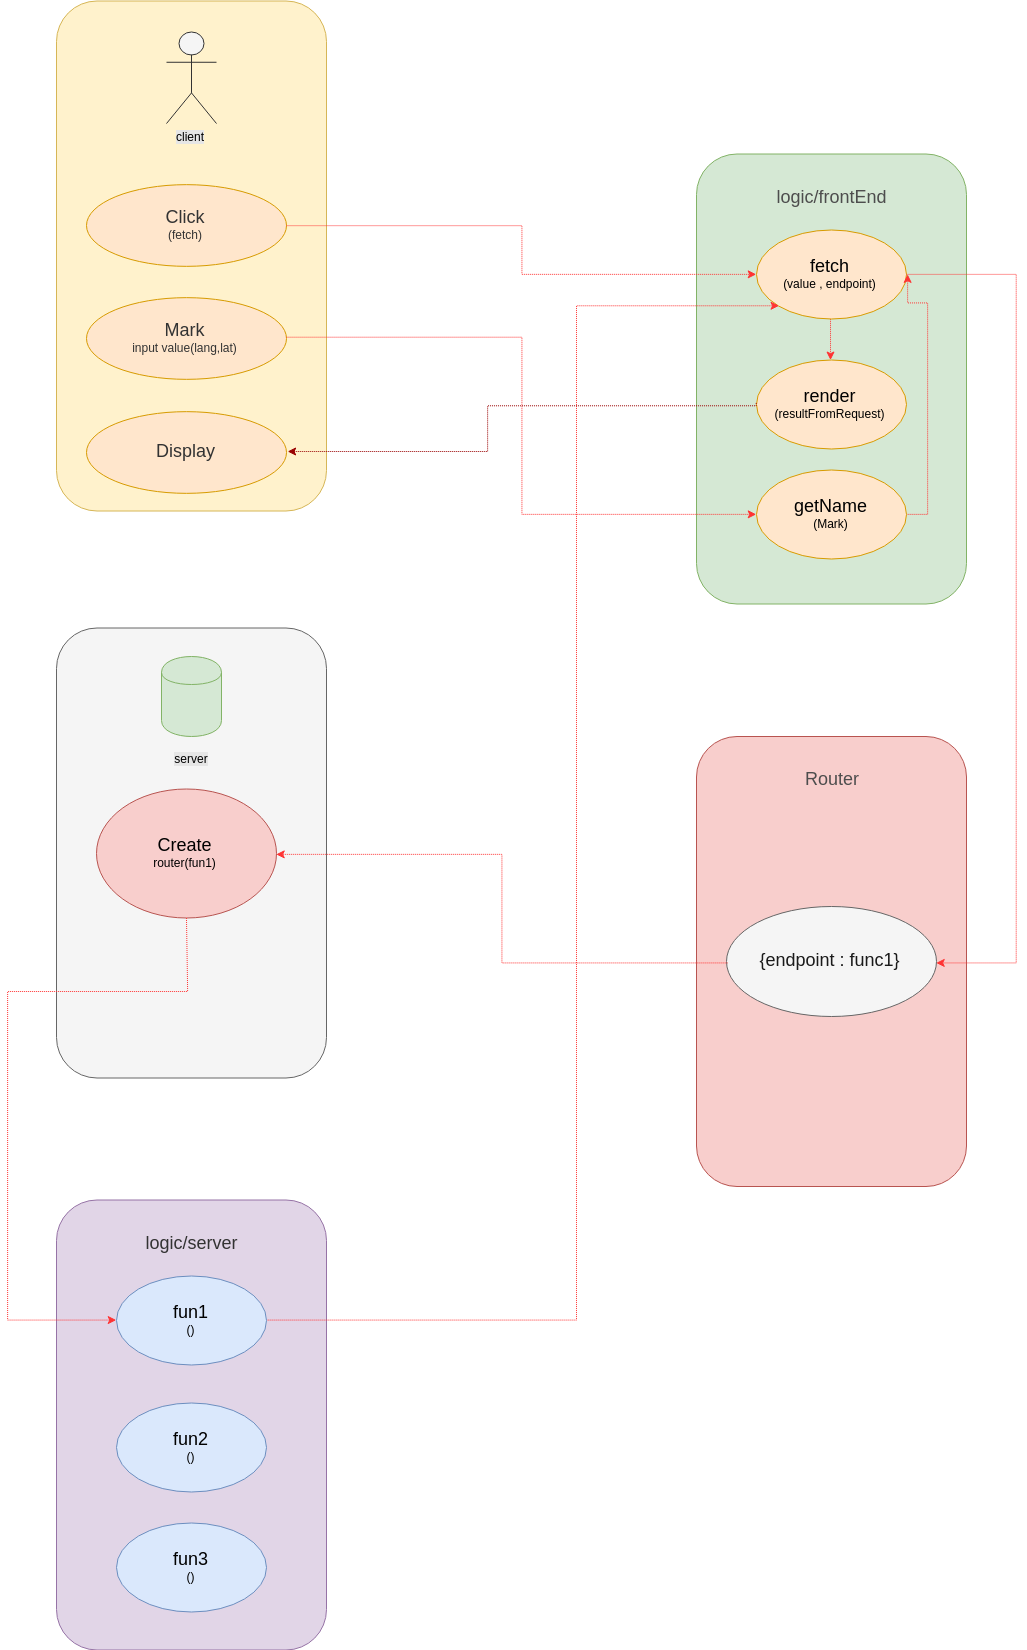 client
Click
(fetch)
Mark
input value(lang,lat)
Display
logic/frontEnd
fetch
(value , endpoint)
render
(resultFromRequest)
getName
(Mark)
server
Create
router(fun1)
Router
{endpoint : func1}
logic/server
fun1
()
fun2
()
fun3
()